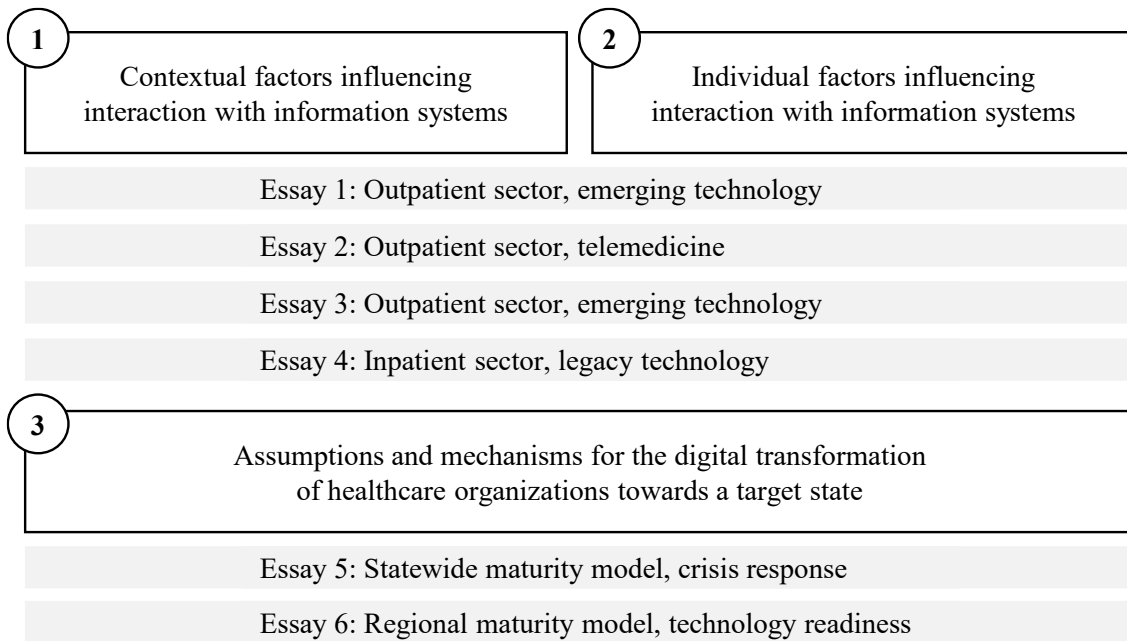 1
Contextual factors influencing
interaction with information systems
2
Individual factors influencing
interaction with information systems
Essay 1: Outpatient sector, emerging technology
Essay 2: Outpatient sector, telemedicine
Essay 3: Outpatient sector, emerging technology
Essay 4: Inpatient sector, legacy technology
3
Assumptions and mechanisms for the digital transformation
of healthcare organizations towards a target state
Essay 5: Statewide maturity model, crisis response
Essay 6: Regional maturity model, technology readiness